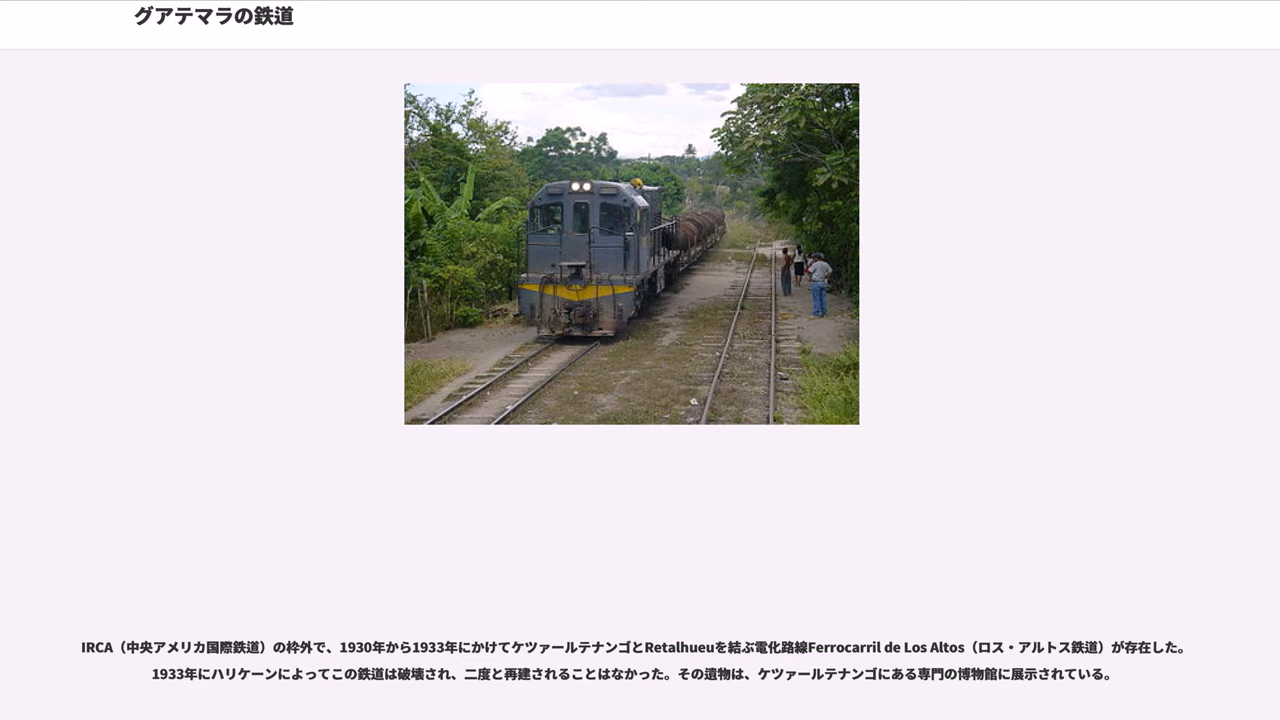 グアテマラの鉄道
IRCA（中央アメリカ国際鉄道）の枠外で、1930年から1933年にかけてケツァールテナンゴとRetalhueuを結ぶ電化路線Ferrocarril de Los Altos（ロス・アルトス鉄道）が存在した。
1933年にハリケーンによってこの鉄道は破壊され、二度と再建されることはなかった。その遺物は、ケツァールテナンゴにある専門の博物館に展示されている。